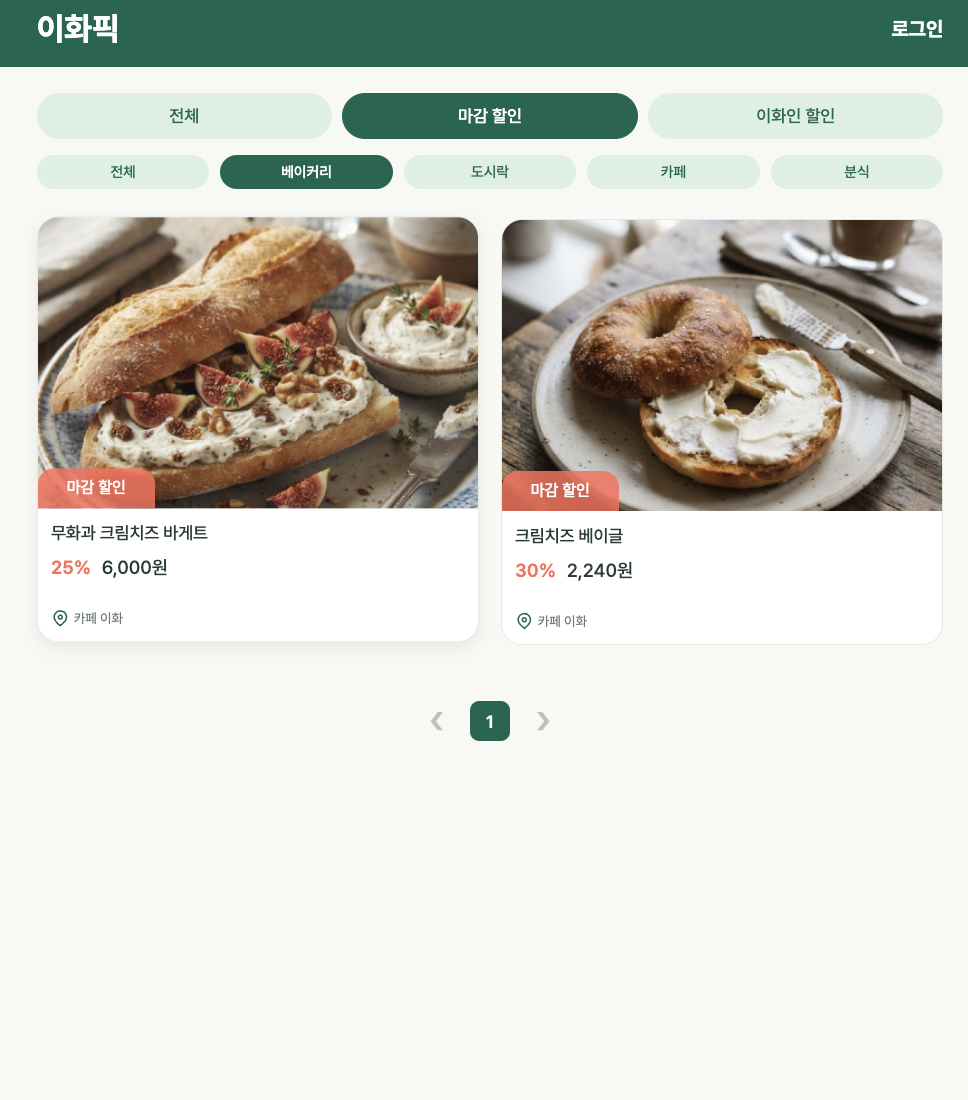 이화픽
로그인
전체
마감 할인
이화인 할인
전체
베이커리
도시락
카페
분식
마감 할인
무화과 크림치즈 바게트
25% 6,000원
카페 이화
마감 할인
크림치즈 베이글
30% 2,240원
카페 이화
❮ 1 ❯